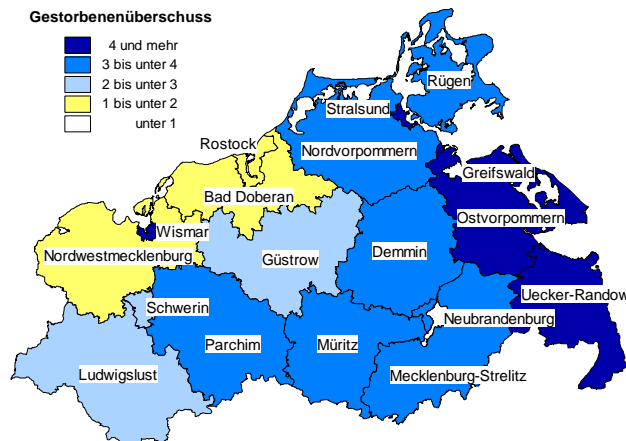 Gestorbenenüberschuss
4 und mehr
3 bis unter 4
2 bis unter 3
1 bis unter 2
unter 1
Rügen
Stralsund
Rostock
Nordvorpommern
Greifswald
Bad Doberan
Ostvorpommern
Wismar
Nordwestmecklenburg
Güstrow
Demmin
Uecker-Randow
Schwerin
Neubrandenburg
Parchim
Müritz
Ludwigslust
Mecklenburg-Strelitz